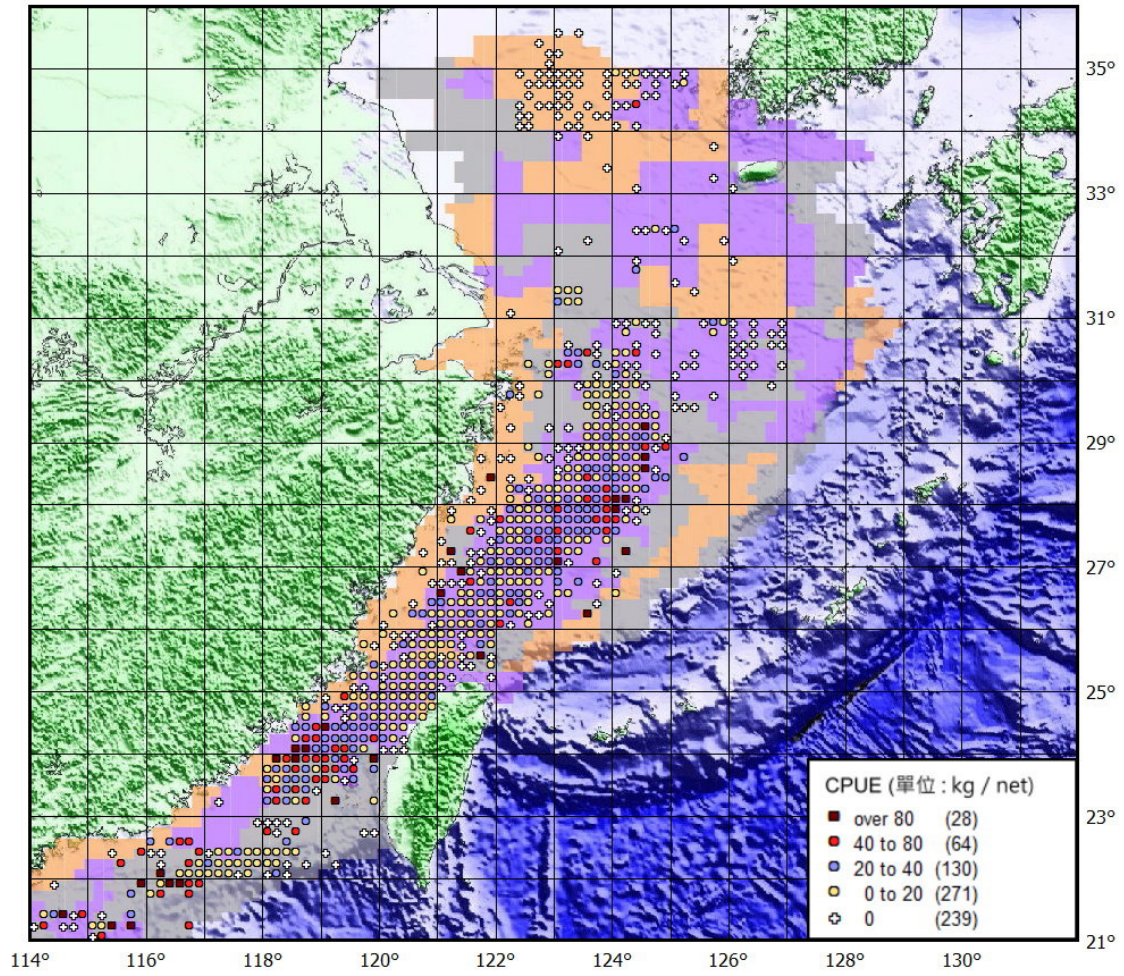 35°
33°
31°
29°
27°
25°
23°
21°
CPUE (單位 : kg / net)
over 80 (28)
40 to 80 (64)
20 to 40 (130)
0 to 20 (271)
0 (239)
114° 116° 118° 120° 122° 124° 126° 128° 130°